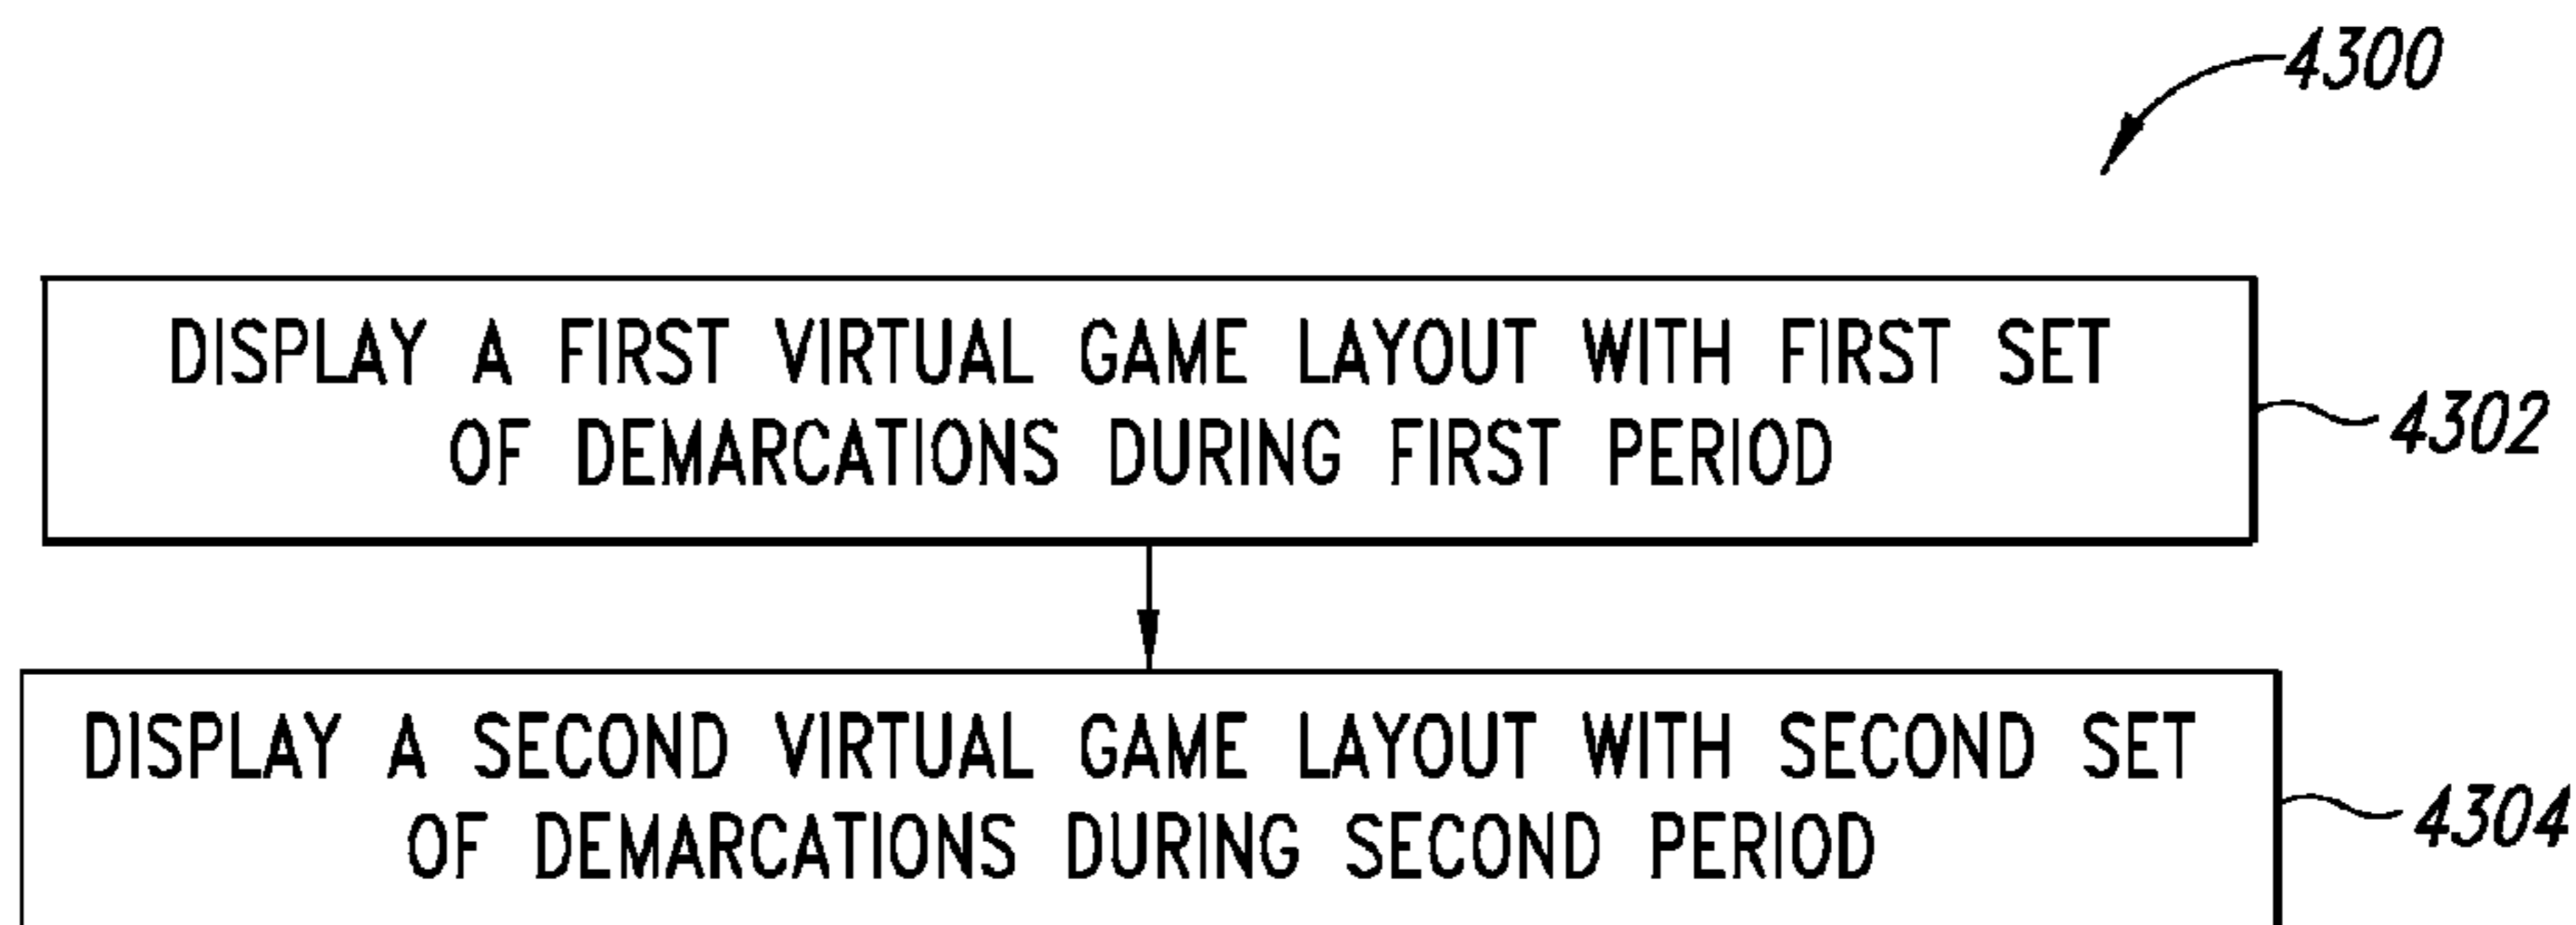 4300
DISPLAY A FIRST VIRTUAL GAME LAYOUT WITH FIRST SET
OF DEMARCATIONS DURING FIRST PERIOD
4302
DISPLAY A SECOND VIRTUAL GAME LAYOUT WITH SECOND SET
OF DEMARCATIONS DURING SECOND PERIOD
4304